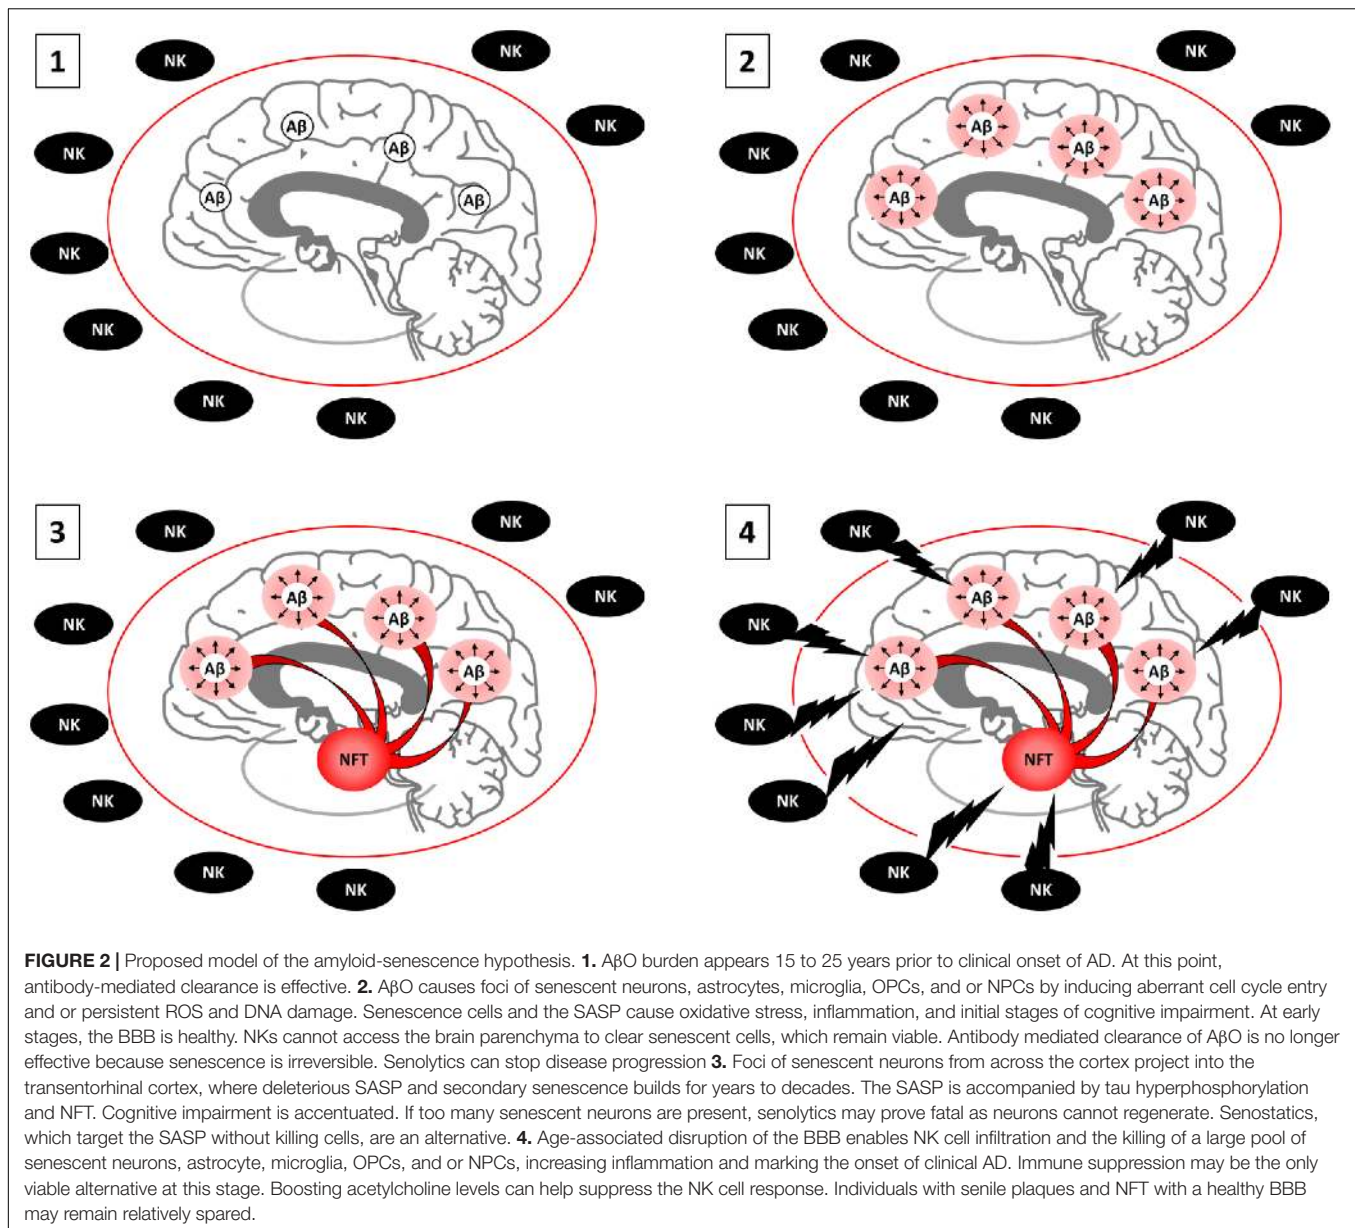 1
NK
NK
NK
NK
NK
NK
NK
NK
Aβ
Aβ
Aβ
Aβ
2
NK
NK
NK
NK
NK
NK
NK
NK
Aβ
Aβ
Aβ
Aβ
3
NK
NK
NK
NK
NK
NK
NK
NK
Aβ
Aβ
Aβ
Aβ
NFT
4
NK
NK
NK
NK
NK
NK
NK
NK
Aβ
Aβ
Aβ
Aβ
NFT
FIGURE 2 | Proposed model of the amyloid-senescence hypothesis. 1. AβO burden appears 15 to 25 years prior to clinical onset of AD. At this point,
antibody-mediated clearance is effective. 2. AβO causes foci of senescent neurons, astrocytes, microglia, OPCs, and or NPCs by inducing aberrant cell cycle entry
and or persistent ROS and DNA damage. Senescence cells and the SASP cause oxidative stress, inflammation, and initial stages of cognitive impairment. At early
stages, the BBB is healthy. NKs cannot access the brain parenchyma to clear senescent cells, which remain viable. Antibody mediated clearance of AβO is no longer
effective because senescence is irreversible. Senolytics can stop disease progression 3. Foci of senescent neurons from across the cortex project into the
transentorhinal cortex, where deleterious SASP and secondary senescence builds for years to decades. The SASP is accompanied by tau hyperphosphorylation
and NFT. Cognitive impairment is accentuated. If too many senescent neurons are present, senolytics may prove fatal as neurons cannot regenerate. Senostatics,
which target the SASP without killing cells, are an alternative. 4. Age-associated disruption of the BBB enables NK cell infiltration and the killing of a large pool of
senescent neurons, astrocyte, microglia, OPCs, and or NPCs, increasing inflammation and marking the onset of clinical AD. Immune suppression may be the only
viable alternative at this stage. Boosting acetylcholine levels can help suppress the NK cell response. Individuals with senile plaques and NFT with a healthy BBB
may remain relatively spared.